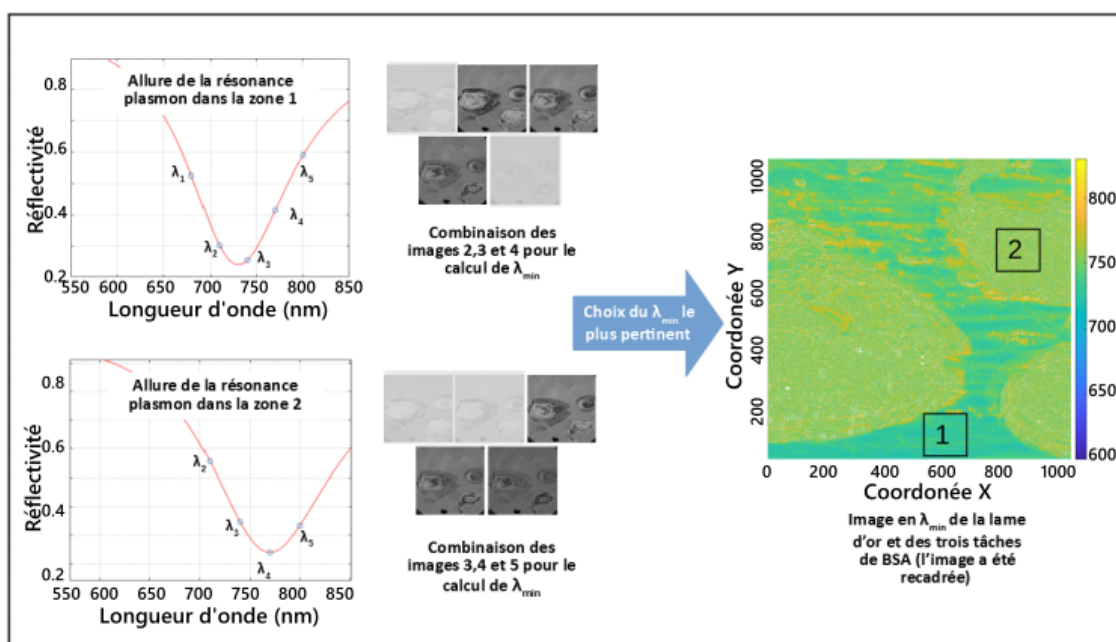 Allure de la résonance
plasmon dans la zone 1
Réflectivité
0.8
0.6
0.4
0.2
λ1
λ2
λ3
λ4
λ5
550 600 650 700 750 800 850
Longueur d'onde (nm)
Combinaison des
images 2,3 et 4 pour le
calcul de λmin
Allure de la résonance
plasmon dans la zone 2
Réflectivité
0.8
0.6
0.4
0.2
λ2
λ3
λ4
λ5
550 600 650 700 750 800 850
Longueur d'onde (nm)
Combinaison des
images 3,4 et 5 pour le
calcul de λmin
Choix du λmin le
plus pertinent
Coordonée Y
1000
800
600
400
200
2
1
0 200 400 600 800 1000
Coordonée X
800
750
700
650
600
Image en λmin de la lame
d'or et des trois tâches
de BSA (l'image a été
recadrée)